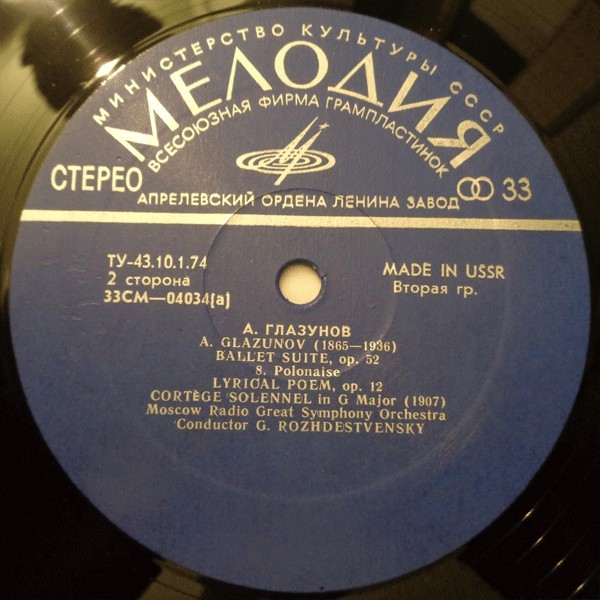 МИНИСТЕРСТВО КУЛЬТУРЫ СССР
МЕЛОДИЯ
ВСЕСОЮЗНАЯ ФИРМА ГРАМПЛАСТИНОК
СТЕРЕО
33
АПРЕЛЕВСКИЙ ОРДЕНА ЛЕНИНА ЗАВОД
ТУ-43.10.1.74
2 сторона
33СМ—04034(а)
MADE IN USSR
Вторая гр.
А. ГЛАЗУНОВ
A. GLAZUNOV (1865—1936)
BALLET SUITE, op. 52
8. Polonaise
LYRICAL POEM, op. 12
CORTÈGE SOLENNEL in G Major (1907)
Moscow Radio Great Symphony Orchestra
Conductor G. ROZHDESTVENSKY